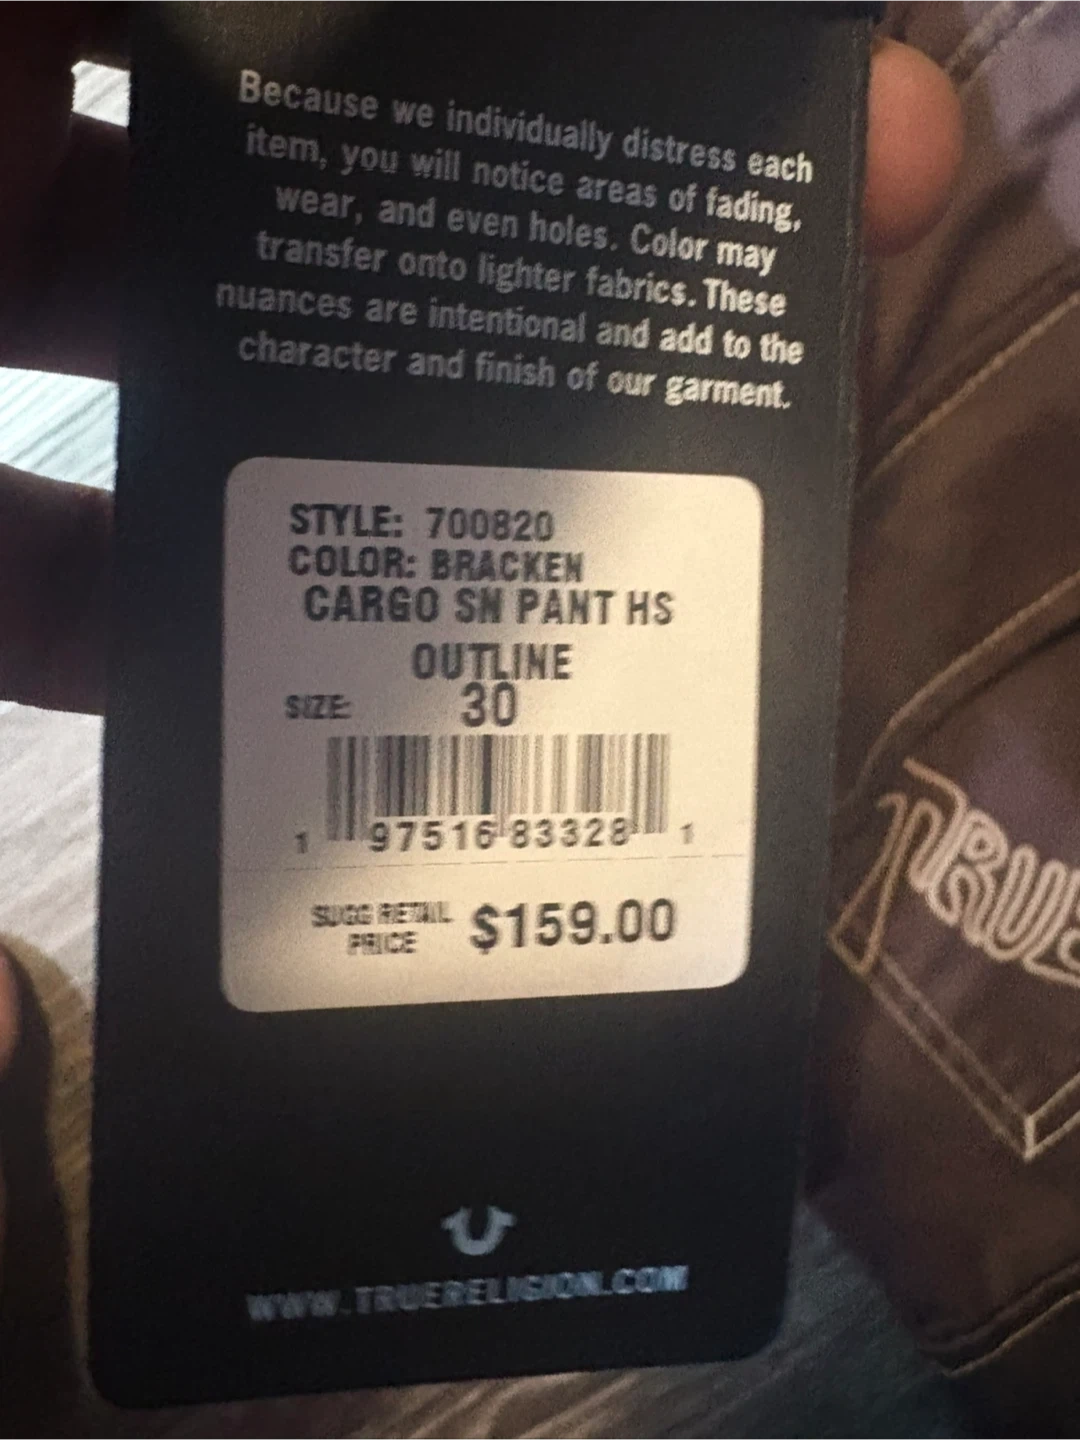 Because we individually distress each
item, you will notice areas of fading,
wear, and even holes. Color may
transfer onto lighter fabrics. These
nuances are intentional and add to the
character and finish of our garment.
STYLE: 700820
COLOR: BRACKEN
CARGO SN PANT HS
OUTLINE
SIZE: 30
1 97516 83328 1
SUGG RETAIL
PRICE $159.00
WWW.TRUERELIGION.COM
TRUE